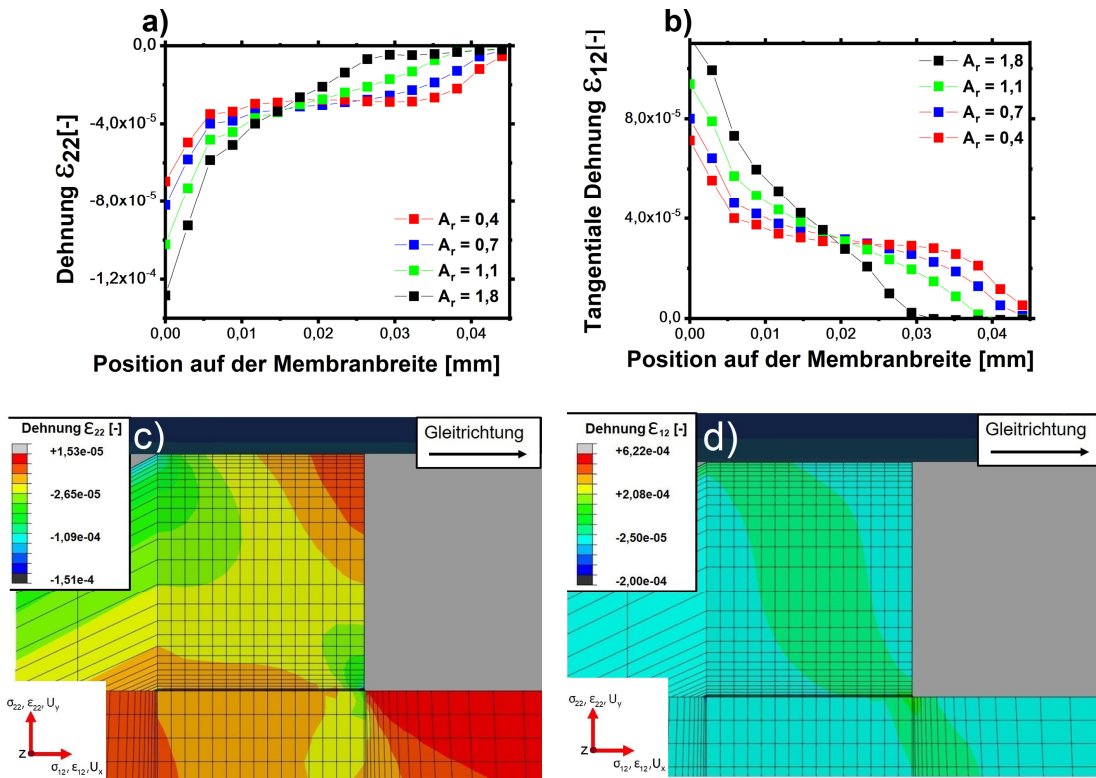 a)
0,0
-4,0x10⁻⁵
-8,0x10⁻⁵
-1,2x10⁻⁴
Dehnung ε₂₂[-]
Aᵣ = 0,4
Aᵣ = 0,7
Aᵣ = 1,1
Aᵣ = 1,8
0,00 0,01 0,02 0,03 0,04
Position auf der Membranbreite [mm]
b)
8,0x10⁻⁵
4,0x10⁻⁵
0,0
Tangentiale Dehnung ε₁₂[-]
Aᵣ = 1,8
Aᵣ = 1,1
Aᵣ = 0,7
Aᵣ = 0,4
0,00 0,01 0,02 0,03 0,04
Position auf der Membranbreite [mm]
c)
Dehnung ε₂₂ [-]
+1,53e-05
-2,65e-05
-1,09e-04
-1,51e-4
Gleitrichtung
σ₂₂, ε₂₂, Uᵧ
z
σ₁₂, ε₁₂, Uₓ
d)
Dehnung ε₁₂ [-]
+6,22e-04
+2,08e-04
-2,50e-05
-2,00e-04
Gleitrichtung
σ₂₂, ε₂₂, Uᵧ
z
σ₁₂, ε₁₂, Uₓ